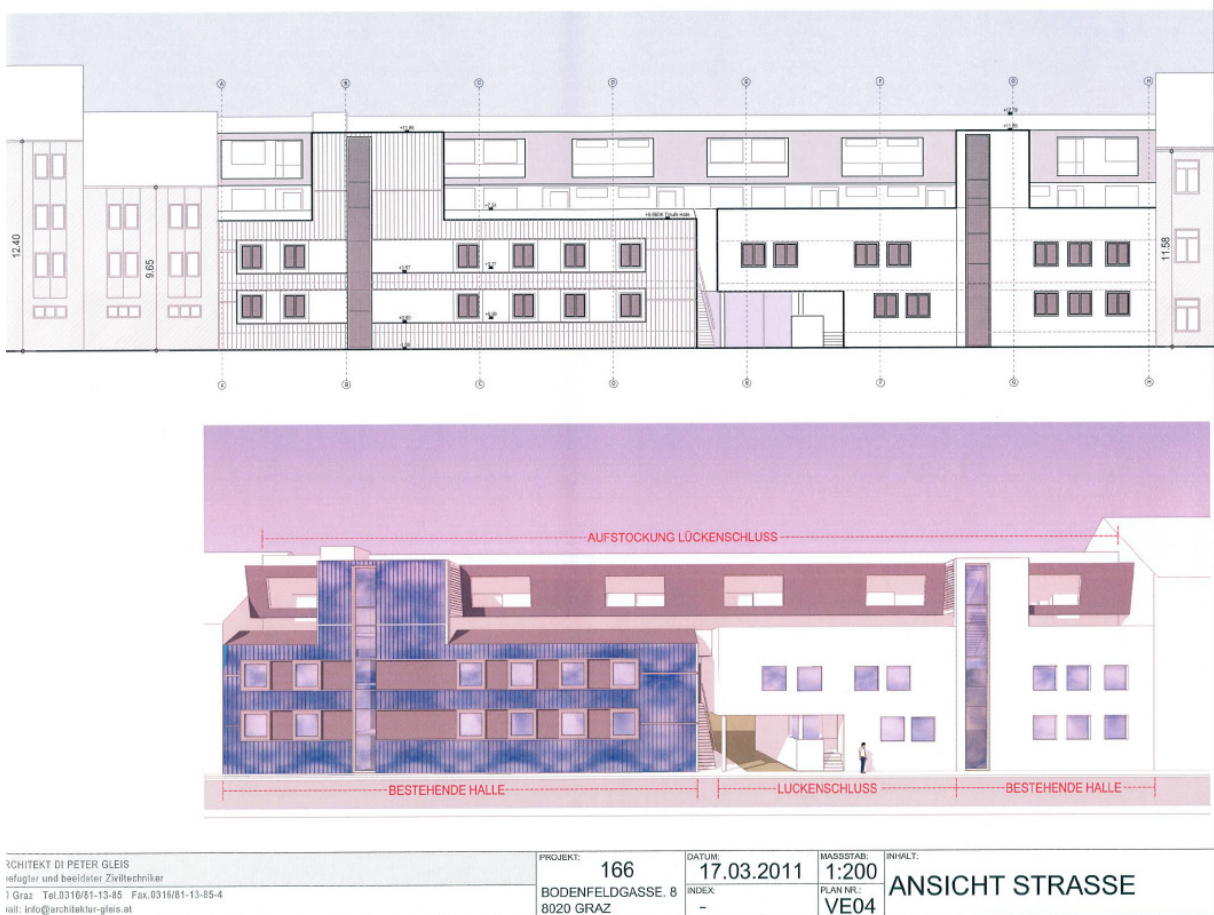 A B C D E F G H
12.40
9.65
11.58
A B C D E F G H
AUFSTOCKUNG LÜCKENSCHLUSS
BESTEHENDE HALLE
LÜCKENSCHLUSS
BESTEHENDE HALLE
RCHITEKT DI PETER GLEIS
efugter und beeideter Ziviltechniker
Graz Tel.0316/81-13-85 Fax.0316/81-13-85-4
ail: info@architektur-gleis.at
PROJEKT:
166
BODENFELDGASSE. 8
8020 GRAZ
DATUM:
17.03.2011
INDEX:
-
MASSSTAB:
1:200
PLAN NR.:
VE04
INHALT:
ANSICHT STRASSE